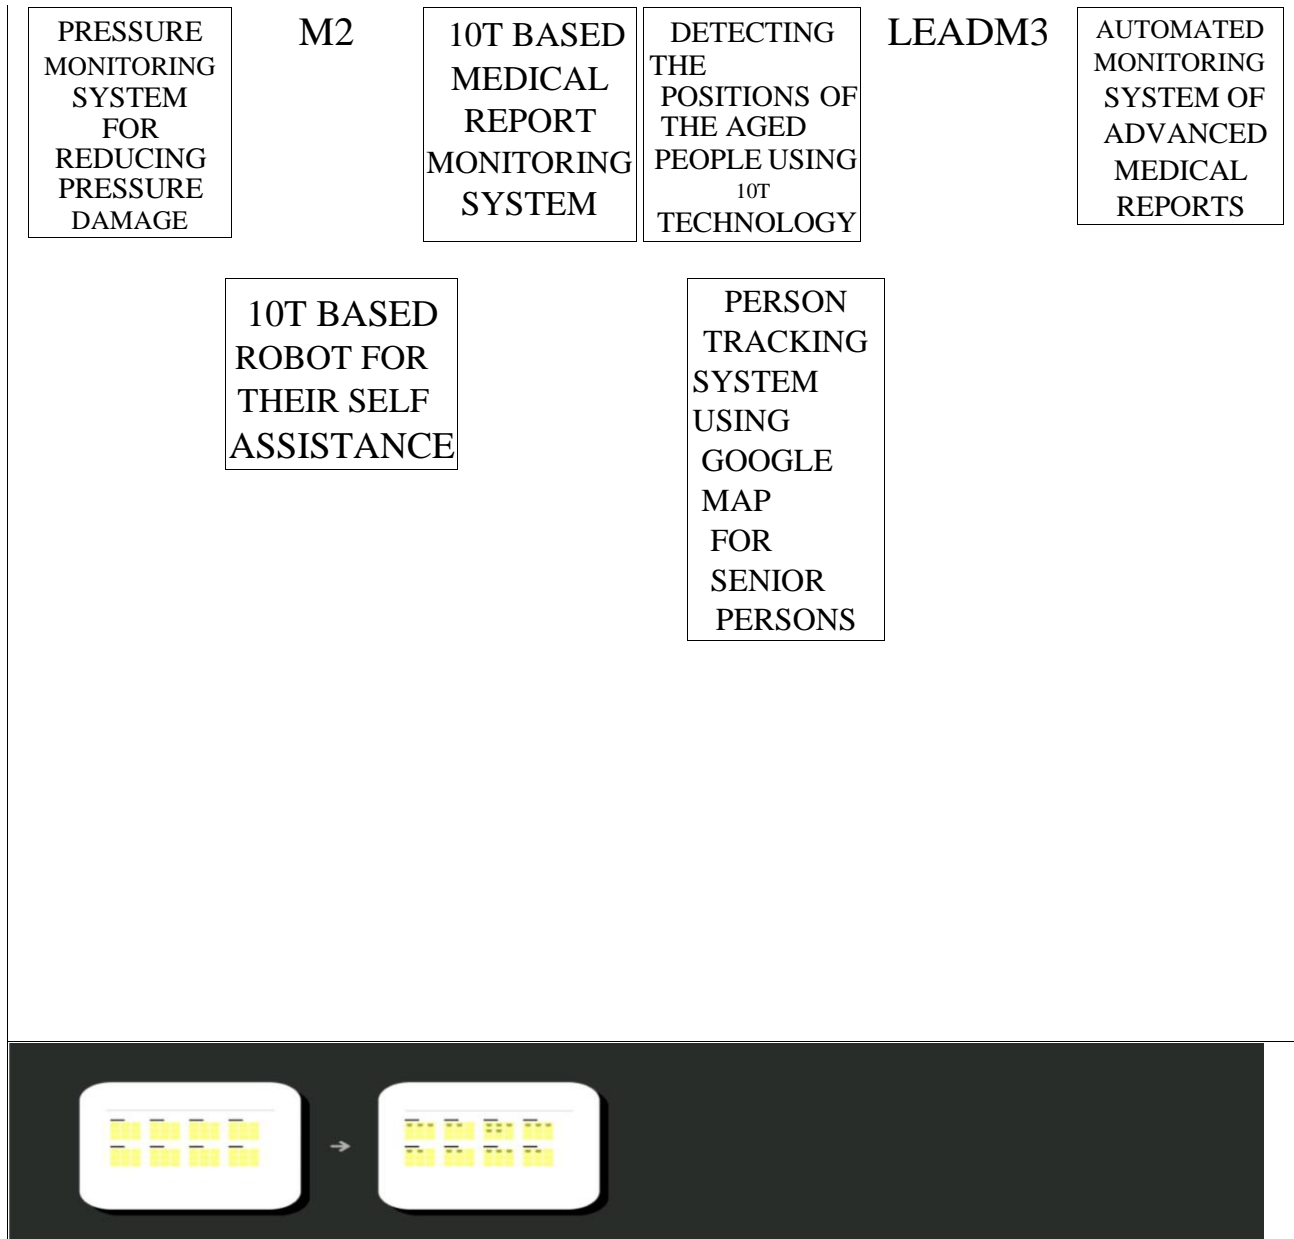 PRESSURE
MONITORING
SYSTEM
FOR
REDUCING
PRESSURE
DAMAGE
M2
10T BASED
MEDICAL
REPORT
MONITORING
SYSTEM
DETECTING
THE
POSITIONS OF
THE AGED
PEOPLE USING
10T
TECHNOLOGY
LEADM3
AUTOMATED
MONITORING
SYSTEM OF
ADVANCED
MEDICAL
REPORTS
10T BASED
ROBOT FOR
THEIR SELF
ASSISTANCE
PERSON
TRACKING
SYSTEM
USING
GOOGLE
MAP
FOR
SENIOR
PERSONS